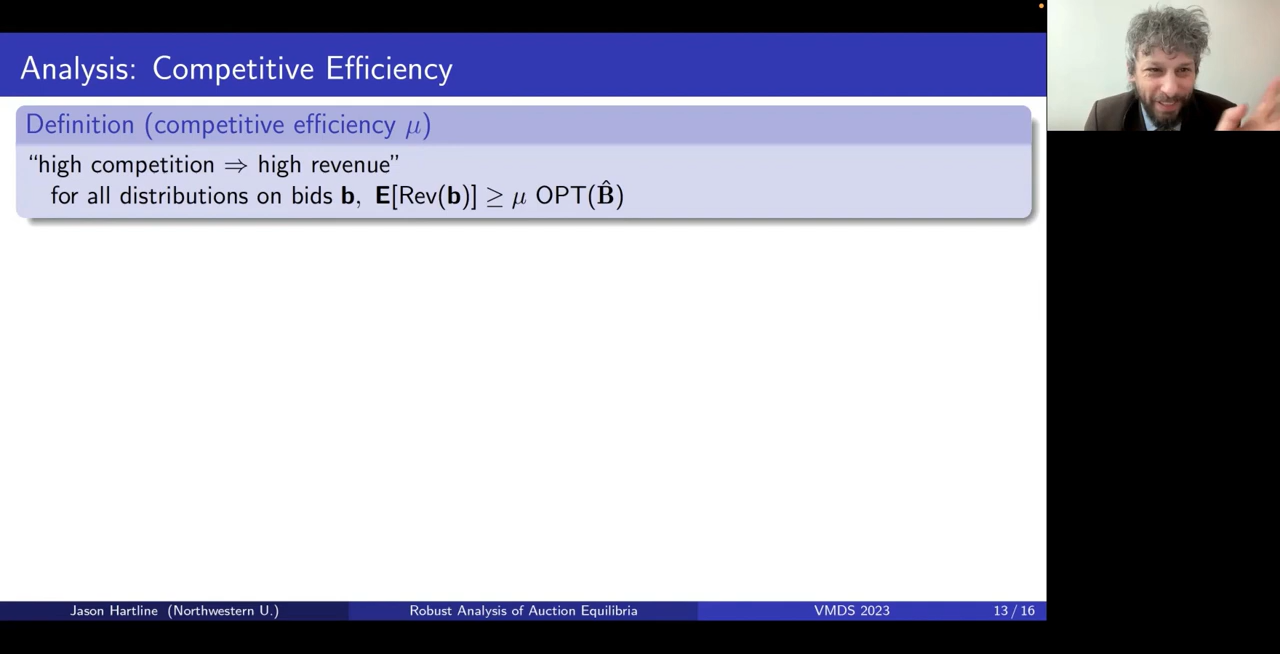 Analysis: Competitive Efficiency
Definition (competitive efficiency μ)
“high competition ⇒ high revenue”
for all distributions on bids b, E[Rev(b)] ≥ μ OPT(B̂)
Jason Hartline (Northwestern U.) Robust Analysis of Auction Equilibria VMDS 2023 13 / 16